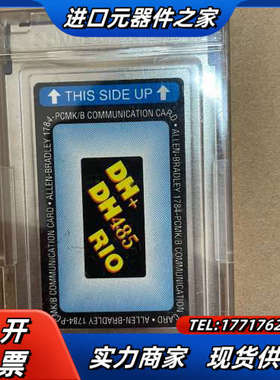 进口元器件之家
THIS SIDE UP
ALLEN-BRADLEY 1784-PCMK/B COMMUNICATION CARD
DH+
DH485
RIO
开
票
TEL:1771762
实力商家 现货供